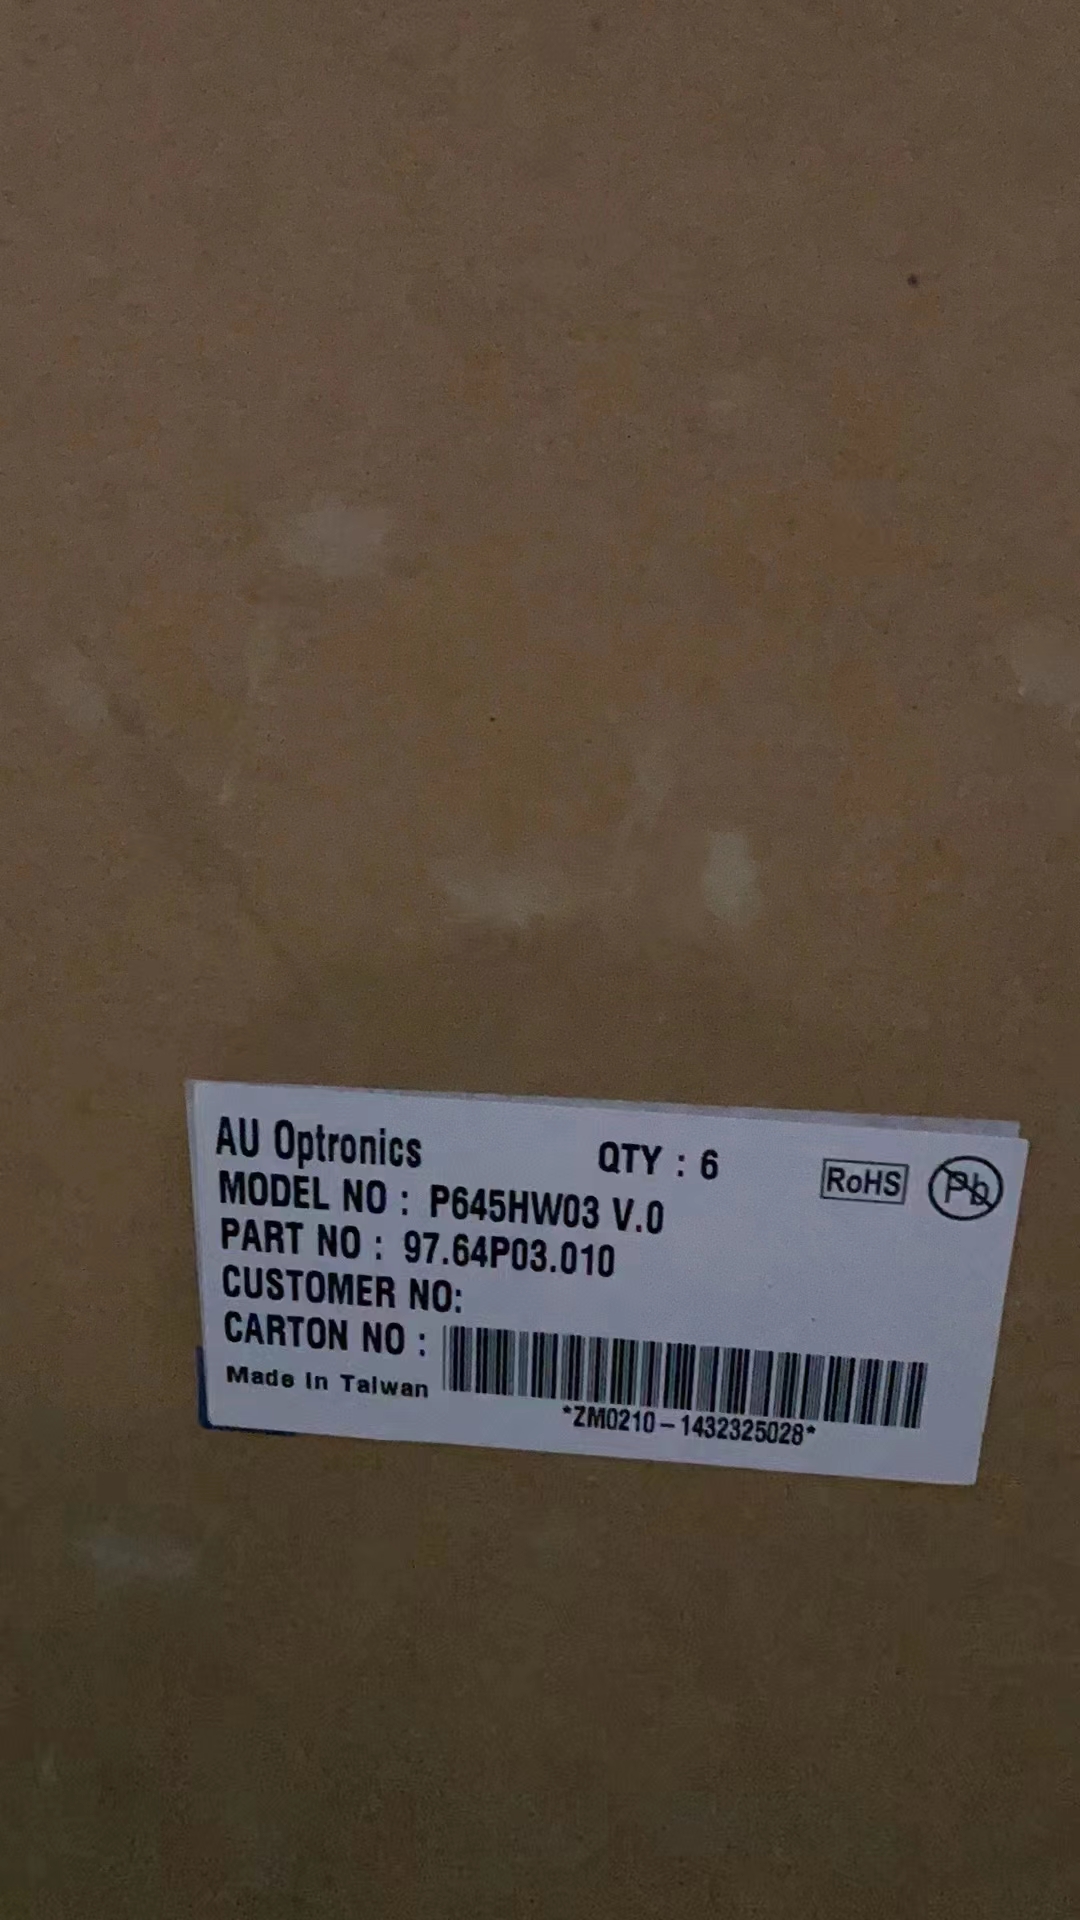 AU Optronics QTY : 6 RoHS Pb
MODEL NO : P645HW03 V.0
PART NO : 97.64P03.010
CUSTOMER NO:
CARTON NO :
Made In Taiwan
*ZM0210-1432325028*